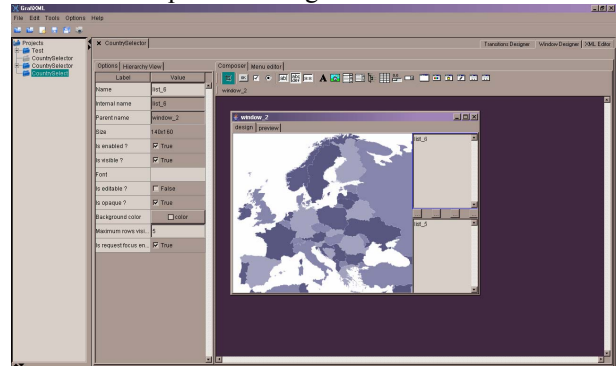 GrafiXML
File Edit Tools Options Help
Projects
Test
CountrySelector
CountrySelector
CountrySelect
CountrySelector
Transitions Designer Window Designer XML Editor
Options Hierarchy View
Label Value
Name list_6
Internal name list_6
Parent name window_2
Size 140x160
Is enabled ? True
Is visible ? True
Font
Is editable ? False
Is opaque ? True
Background color color
Maximum rows visi... 5
Is request focus en... True
Composer Menu editor
window_2
window_2
design preview
list_6
list_5